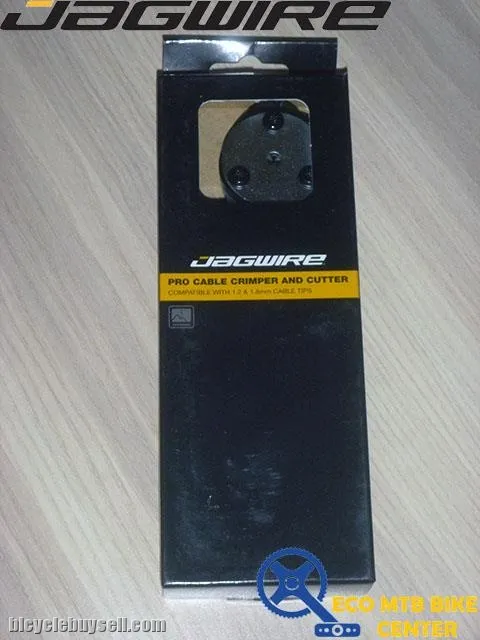 JAGWIRE
JAGWIRE
PRO CABLE CRIMPER AND CUTTER
COMPATIBLE WITH 1.2 & 1.8mm CABLE TIPS
ECO MTB BIKE
CENTER
bicyclebuysell.com